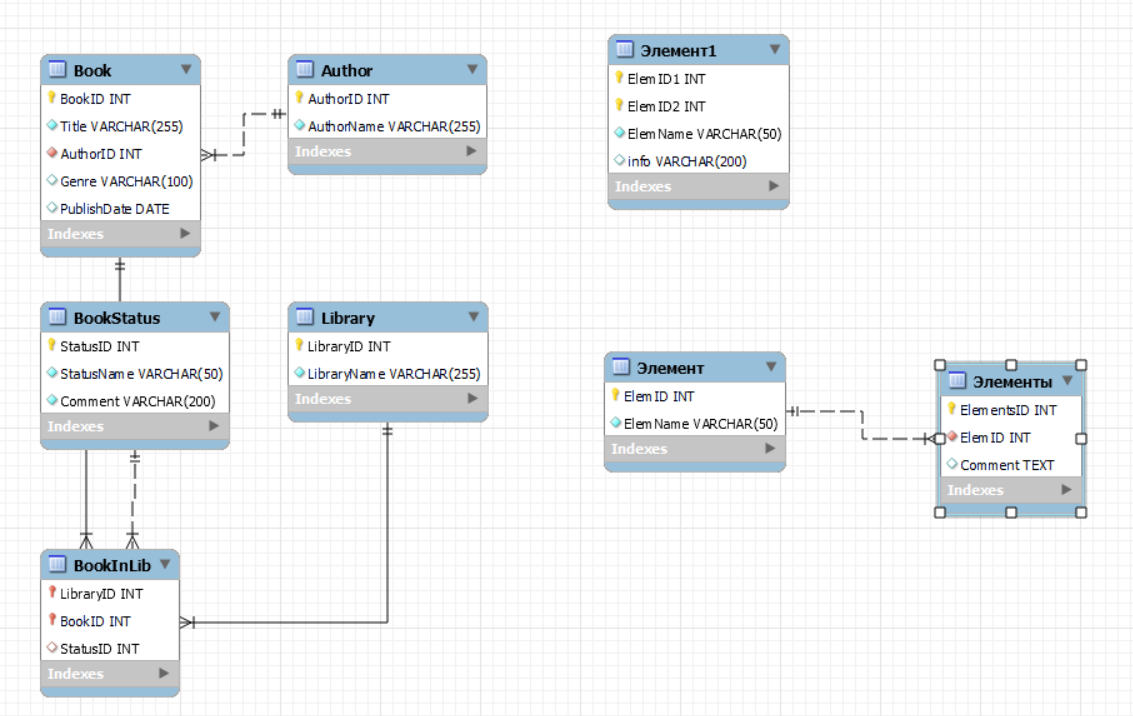 Book
BookID INT
Title VARCHAR(255)
AuthorID INT
Genre VARCHAR(100)
PublishDate DATE
Indexes
Author
AuthorID INT
AuthorName VARCHAR(255)
Indexes
Элемент1
ElemID1 INT
ElemID2 INT
ElemName VARCHAR(50)
info VARCHAR(200)
Indexes
BookStatus
StatusID INT
StatusName VARCHAR(50)
Comment VARCHAR(200)
Indexes
Library
LibraryID INT
LibraryName VARCHAR(255)
Indexes
Элемент
ElemID INT
ElemName VARCHAR(50)
Indexes
Элементы
ElementsID INT
ElemID INT
Comment TEXT
Indexes
BookInLib
LibraryID INT
BookID INT
StatusID INT
Indexes